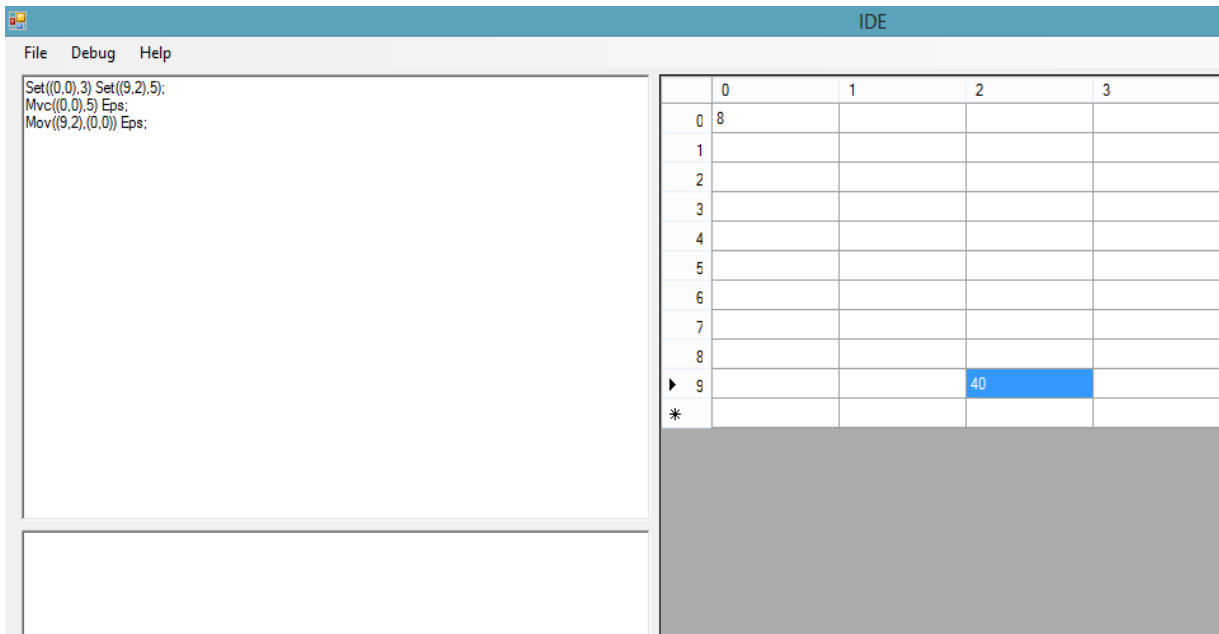 IDE
File Debug Help
Set((0,0),3) Set((9,2),5);
Mvc((0,0),5) Eps;
Mov((9,2),(0,0)) Eps;
0 1 2 3
0 8
1
2
3
4
5
6
7
8
9 40